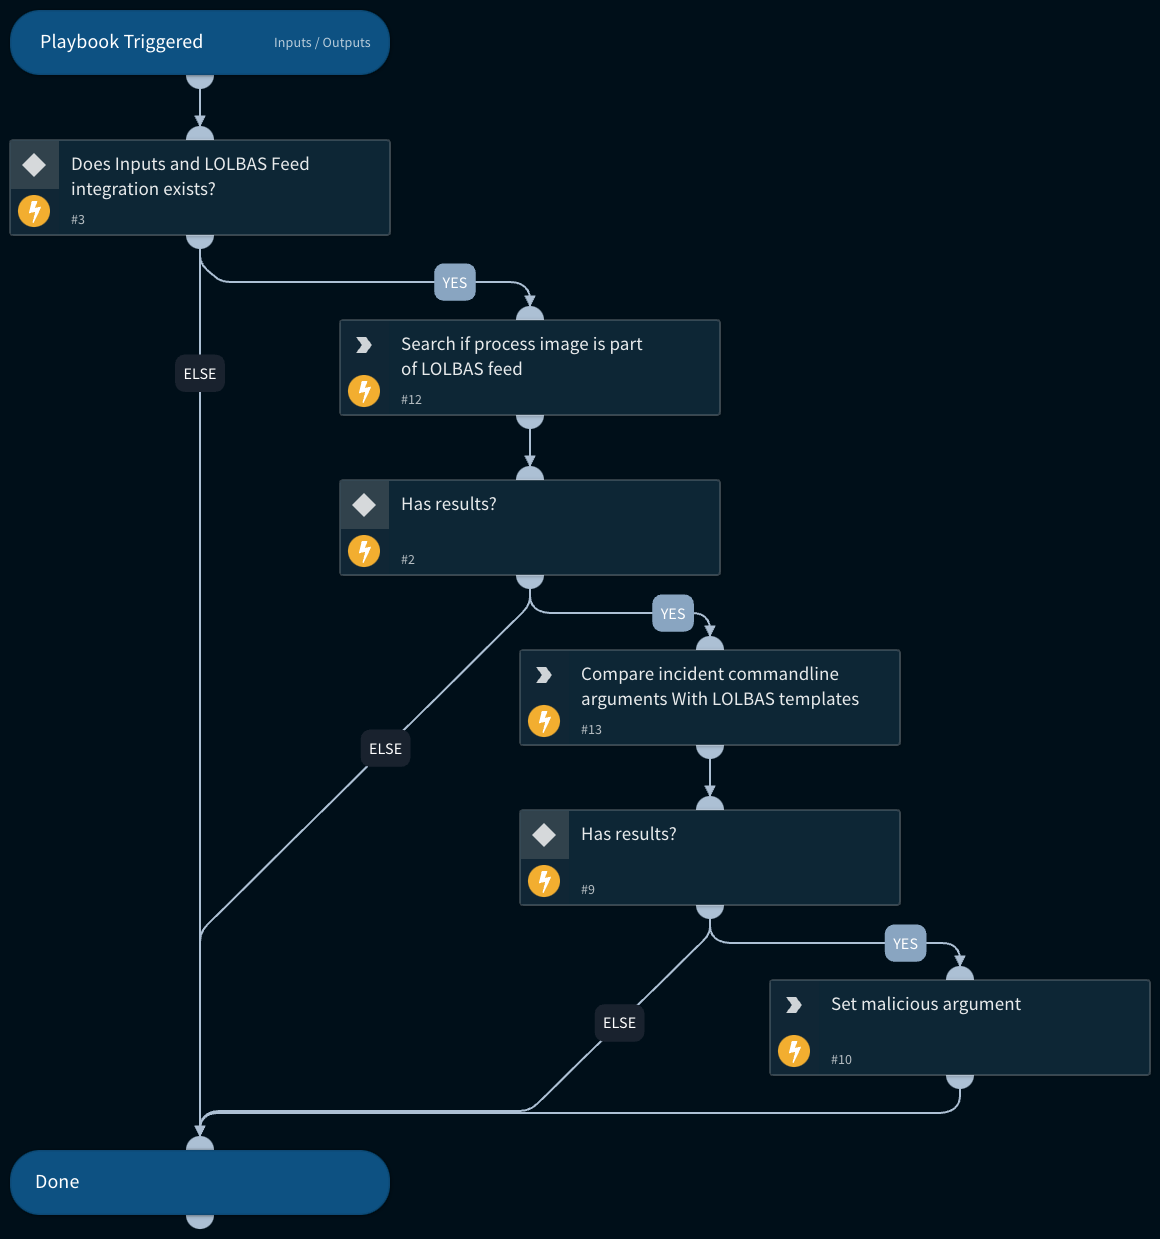 Playbook Triggered
Inputs / Outputs
Does Inputs and LOLBAS Feed
integration exists?
#3
YES
ELSE
Search if process image is part
of LOLBAS feed
#12
Has results?
#2
YES
ELSE
Compare incident commandline
arguments With LOLBAS templates
#13
Has results?
#9
YES
ELSE
Set malicious argument
#10
Done